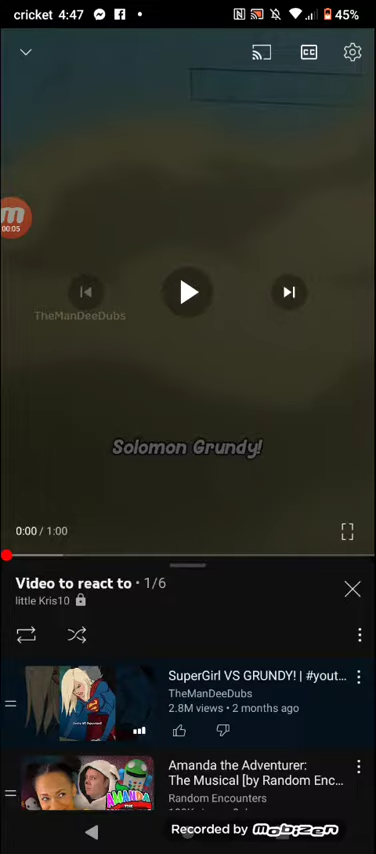 cricket 4:47
45%
CC
m
00:05
TheManDeeDubs
Solomon Grundy!
0:00 / 1:00
Video to react to • 1/6
little Kris10
SuperGirl VS GRUNDY! | #yout...
TheManDeeDubs
2.8M views • 2 months ago
Amanda the Adventurer:
The Musical [by Random Enc...
Random Encounters
AMANDA
Recorded by mobizen